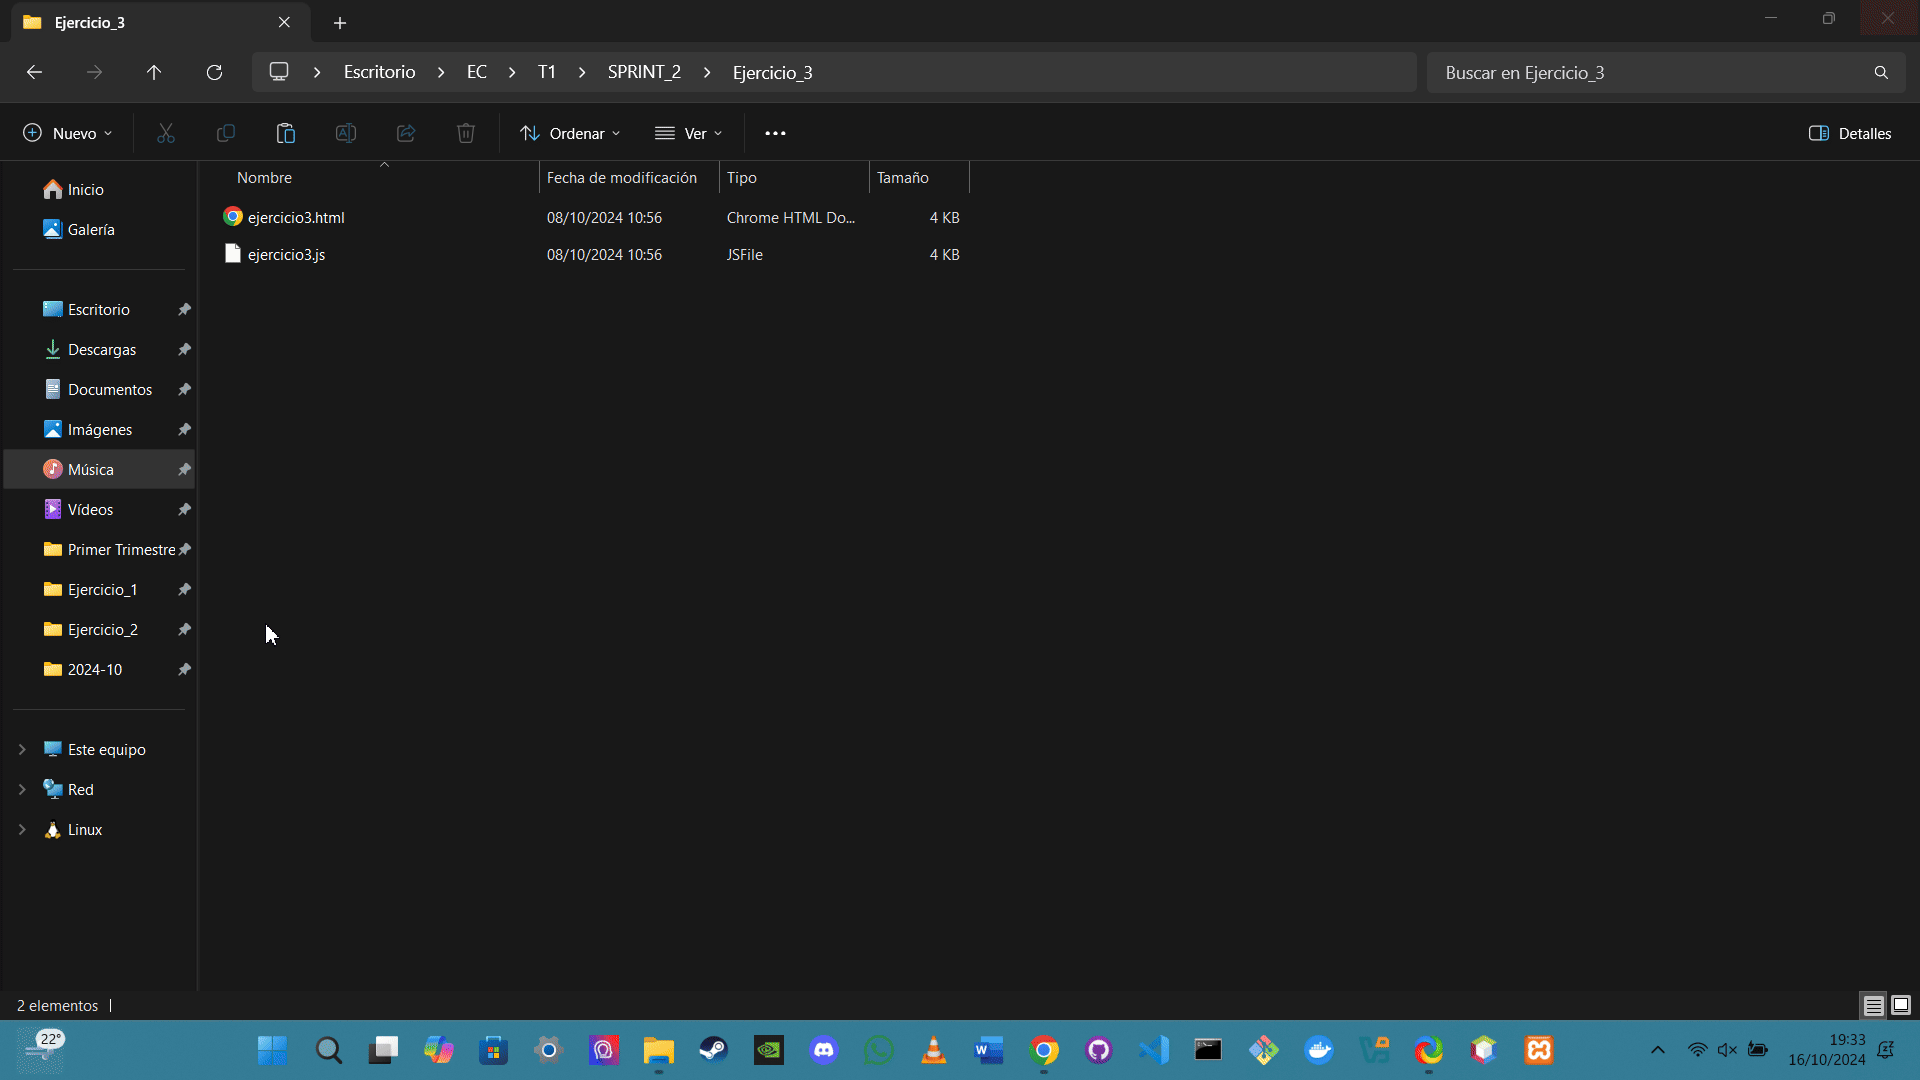 Ejercicio_3
Escritorio EC T1 SPRINT_2 Ejercicio_3
Buscar en Ejercicio_3
Nuevo
Ordenar
Ver
Detalles
Nombre Fecha de modificación Tipo Tamaño
ejercicio3.html 08/10/2024 10:56 Chrome HTML Do... 4 KB
ejercicio3.js 08/10/2024 10:56 JSFile 4 KB
Inicio
Galería
Escritorio
Descargas
Documentos
Imágenes
Música
Vídeos
Primer Trimestre
Ejercicio_1
Ejercicio_2
2024-10
Este equipo
Red
Linux
2 elementos
22°
19:33
16/10/2024